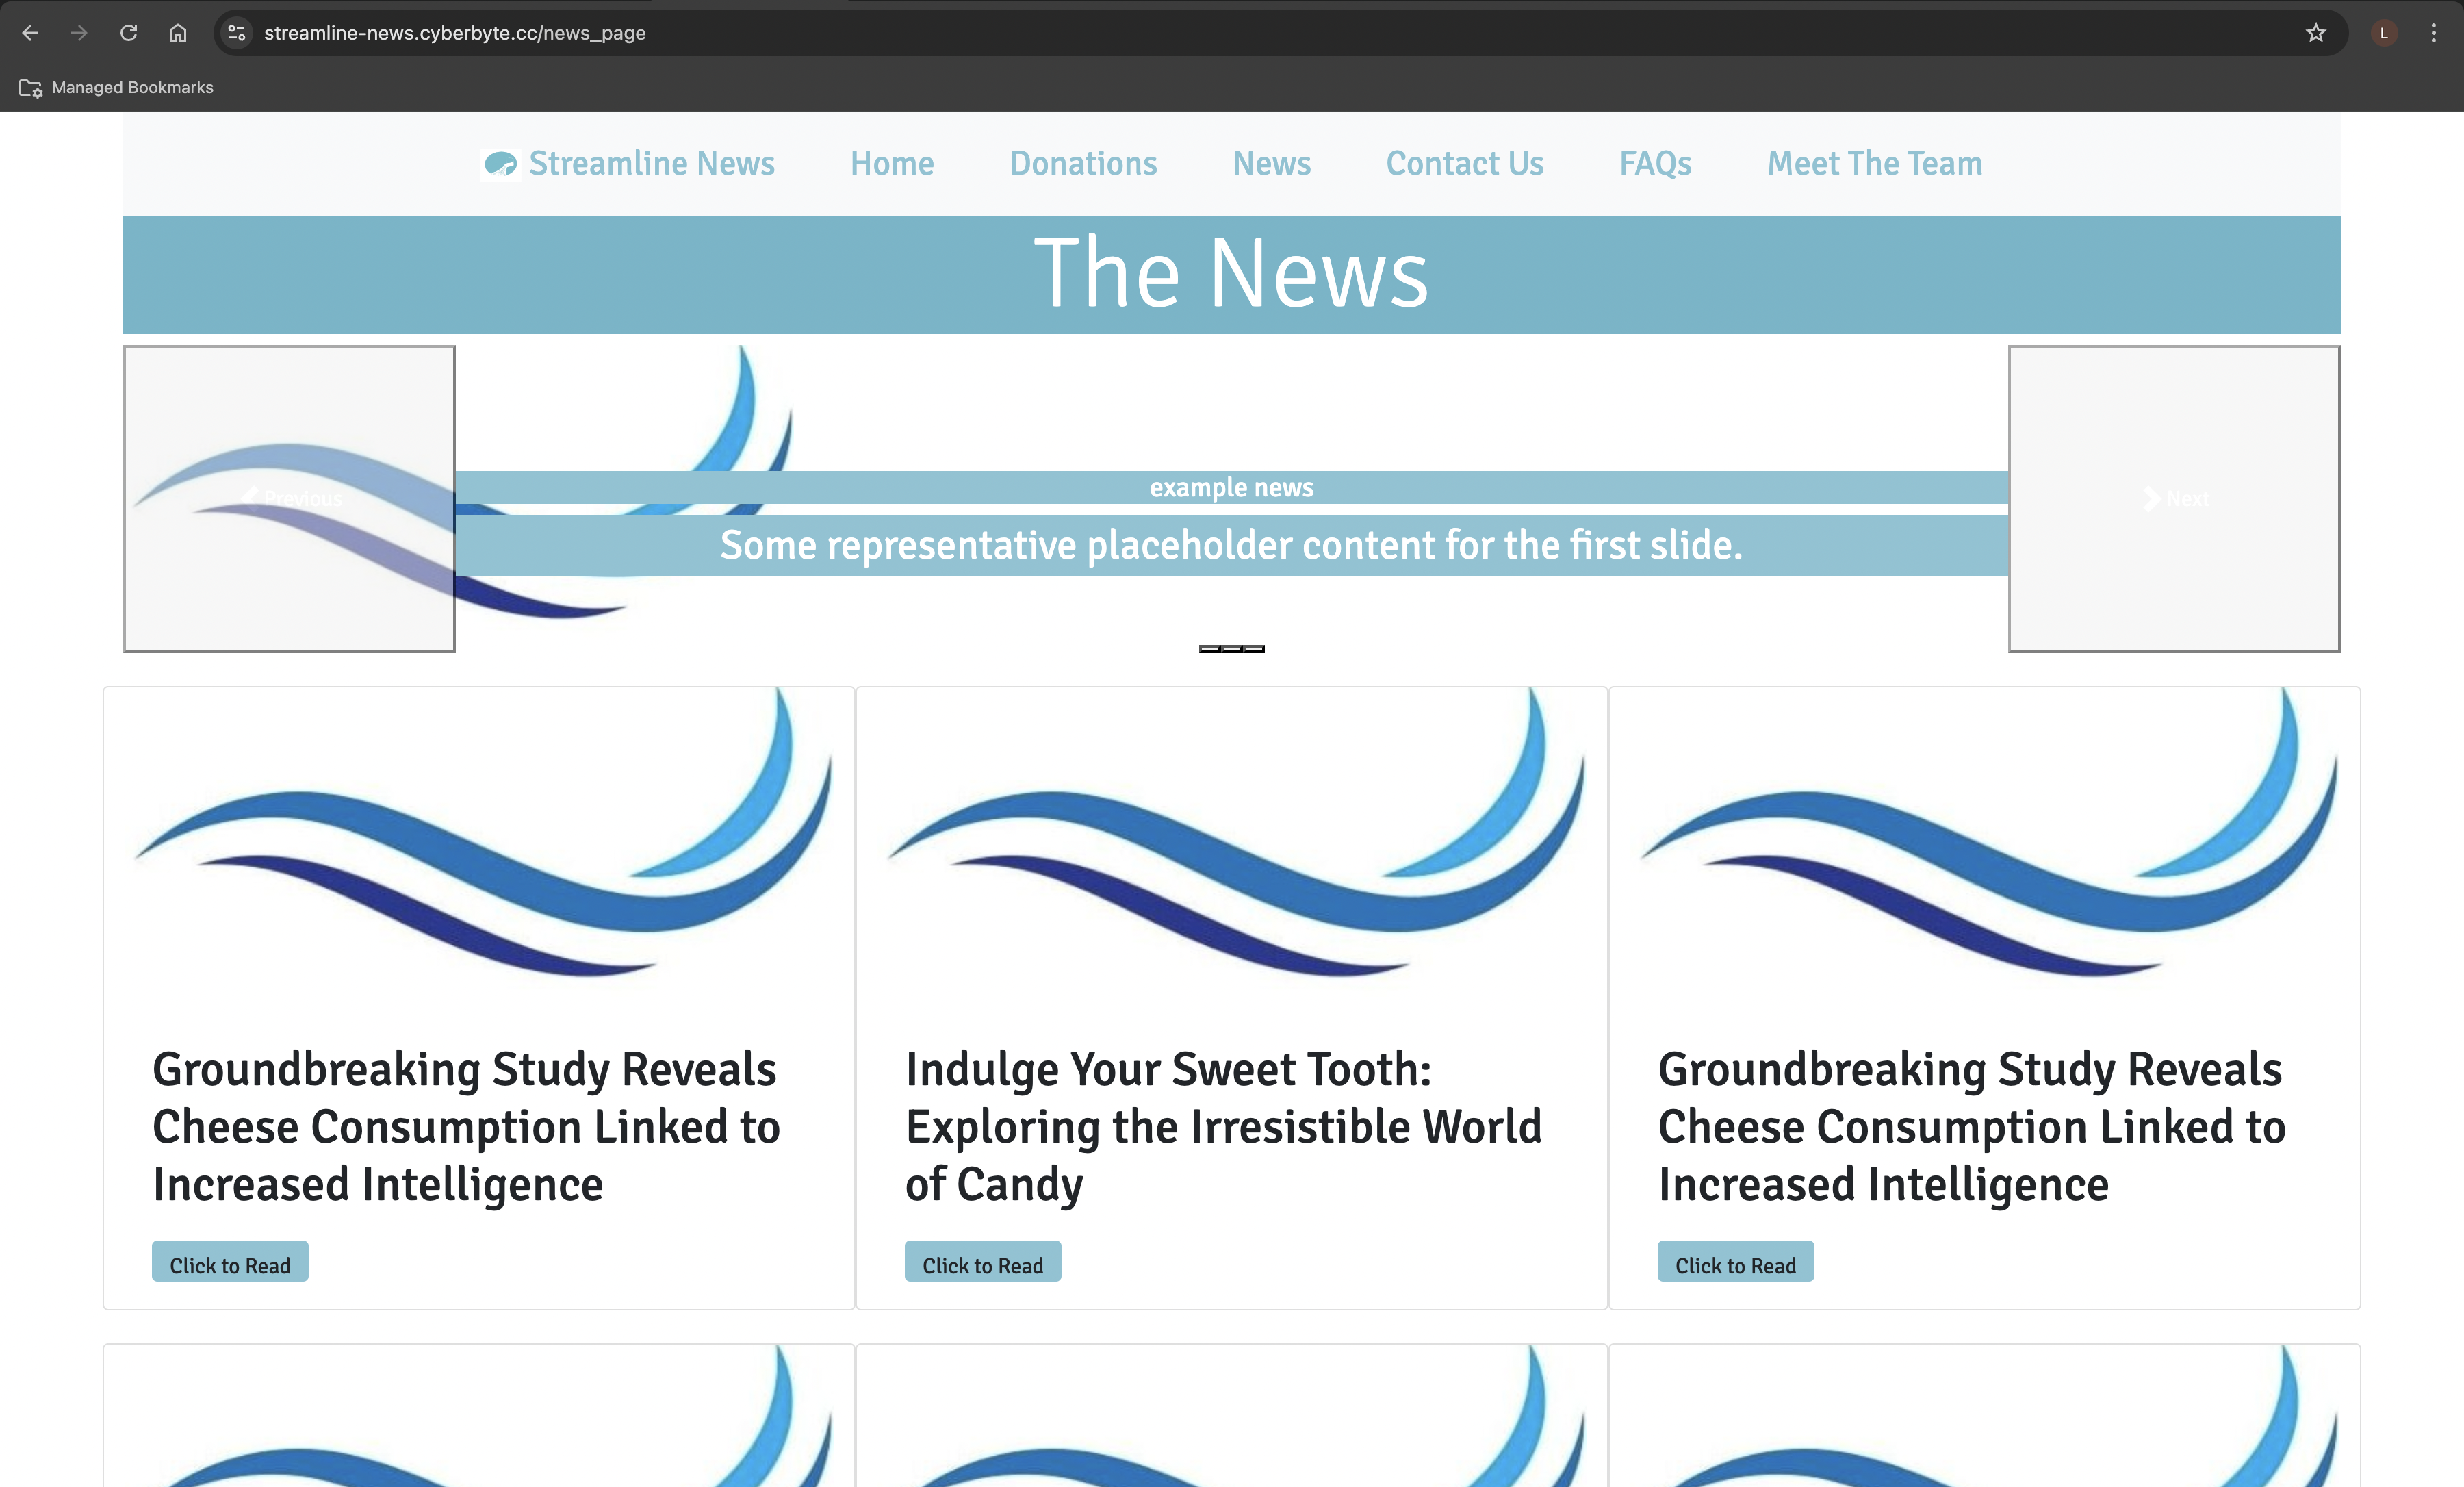 streamline-news.cyberbyte.cc/news_page
L
Managed Bookmarks
Streamline News Home Donations News Contact Us FAQs Meet The Team
The News
Previous
example news
Next
Some representative placeholder content for the first slide.
Groundbreaking Study Reveals
Cheese Consumption Linked to
Increased Intelligence
Click to Read
Indulge Your Sweet Tooth:
Exploring the Irresistible World
of Candy
Click to Read
Groundbreaking Study Reveals
Cheese Consumption Linked to
Increased Intelligence
Click to Read